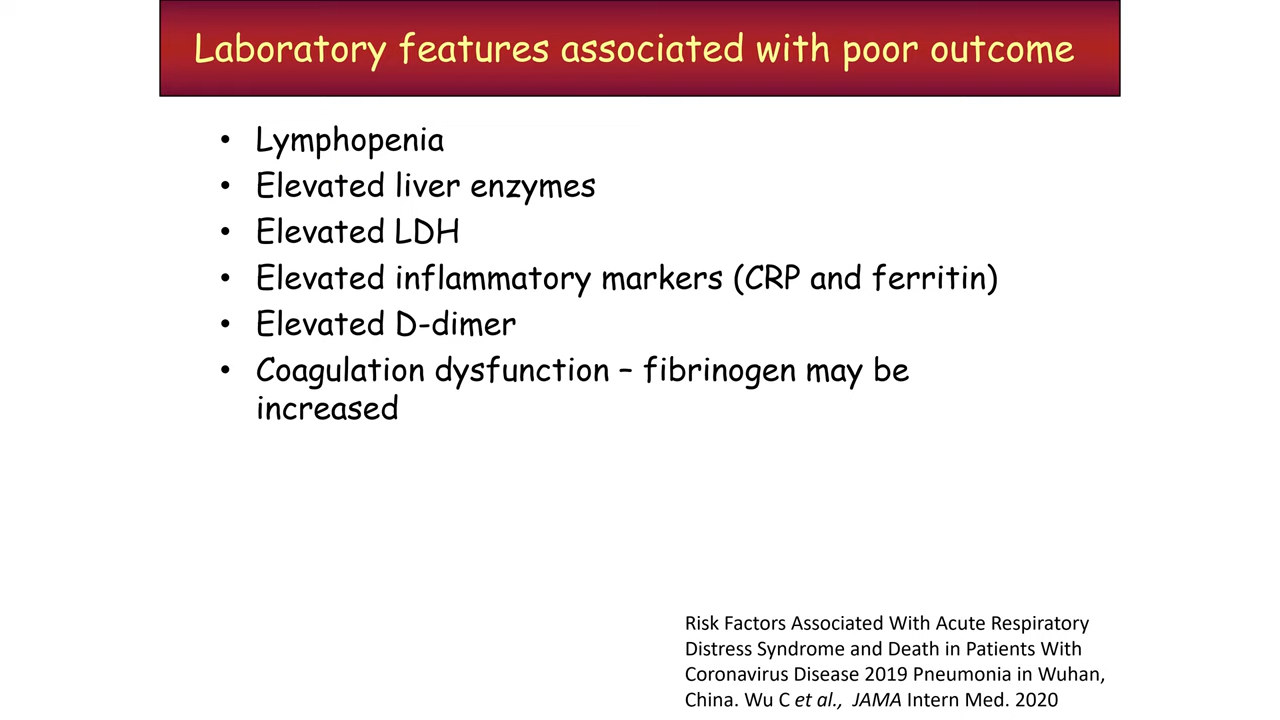 Laboratory features associated with poor outcome
• Lymphopenia
• Elevated liver enzymes
• Elevated LDH
• Elevated inflammatory markers (CRP and ferritin)
• Elevated D-dimer
• Coagulation dysfunction – fibrinogen may be
increased
Risk Factors Associated With Acute Respiratory
Distress Syndrome and Death in Patients With
Coronavirus Disease 2019 Pneumonia in Wuhan,
China. Wu C et al., JAMA Intern Med. 2020